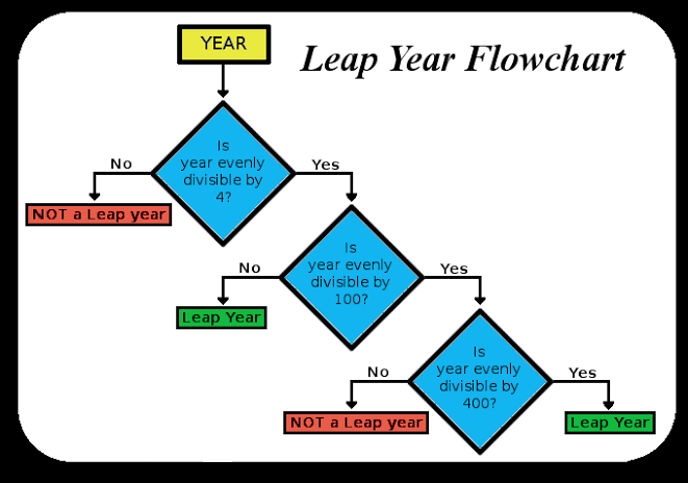 YEAR
Leap Year Flowchart
Is
year evenly
divisible by
4?
No
Yes
NOT a Leap year
Is
year evenly
divisible by
100?
No
Yes
Leap Year
Is
year evenly
divisible by
400?
No
Yes
NOT a Leap year
Leap Year